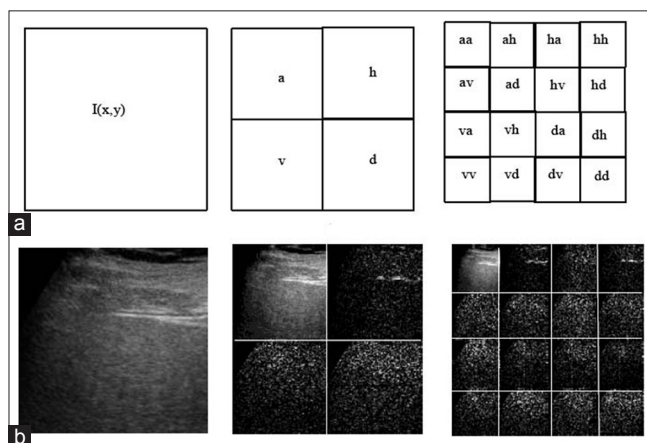 I(x,y)
a h
v d
aa ah ha hh
av ad hv hd
va vh da dh
vv vd dv dd
a
b